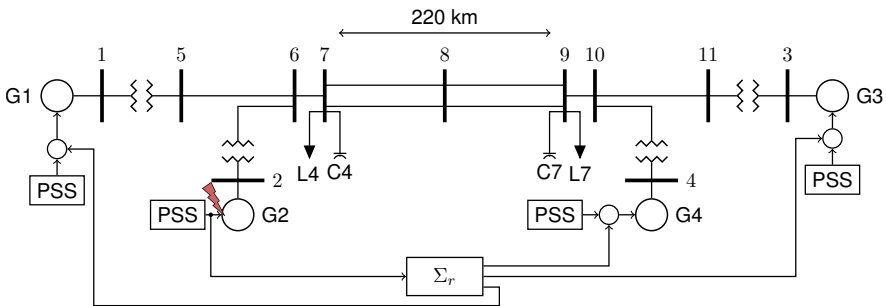 220 km
1 5 6 7 8 9 10 11 3
G1 G3
L4 C4 C7 L7
PSS 2 4 PSS
PSS G2 PSS G4
Σr